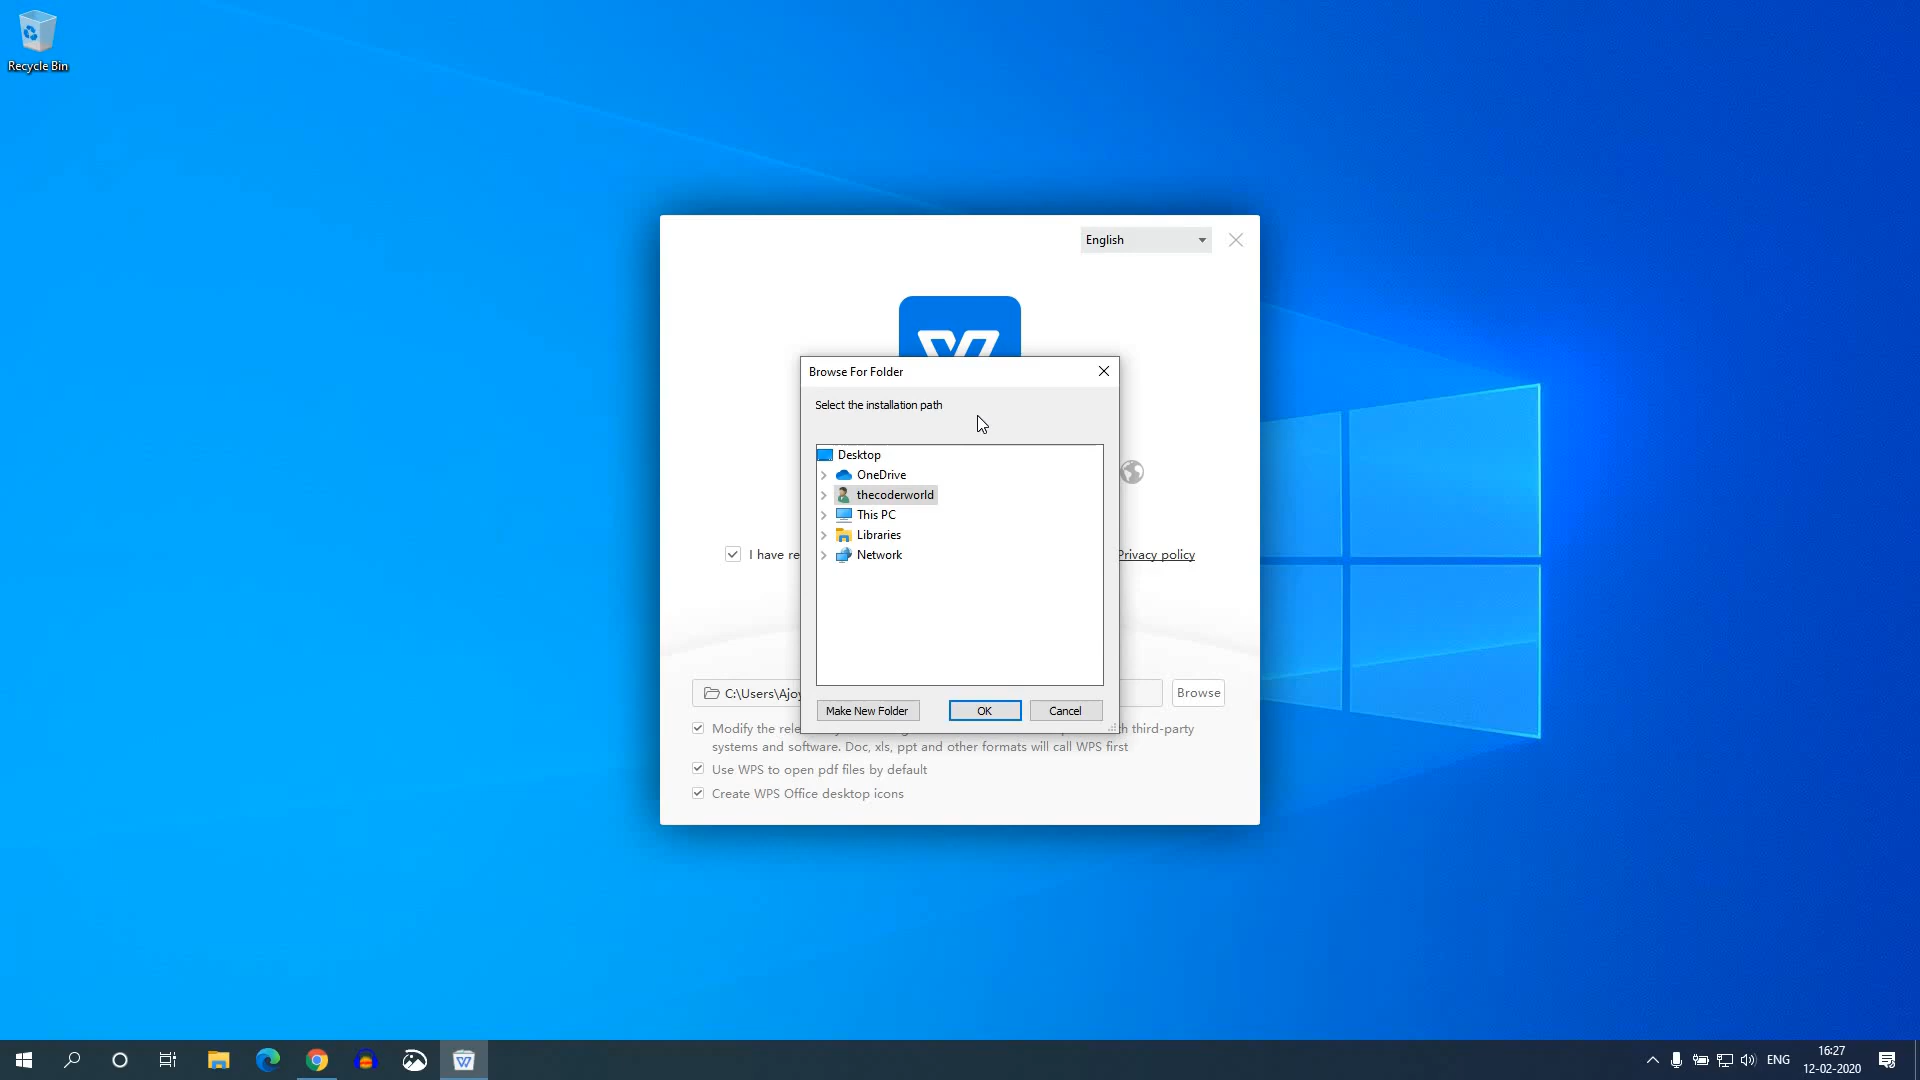 Recycle Bin
English
Browse For Folder
Select the installation path
Desktop
OneDrive
thecoderworld
This PC
Libraries
Network
I have
Privacy policy
C:\Users\Ajoy
Browse
Make New Folder
OK
Cancel
Modify the
third-party
systems and software. Doc, xls, ppt and other formats will call WPS first
Use WPS to open pdf files by default
Create WPS Office desktop icons
ENG
16:27
12-02-2020